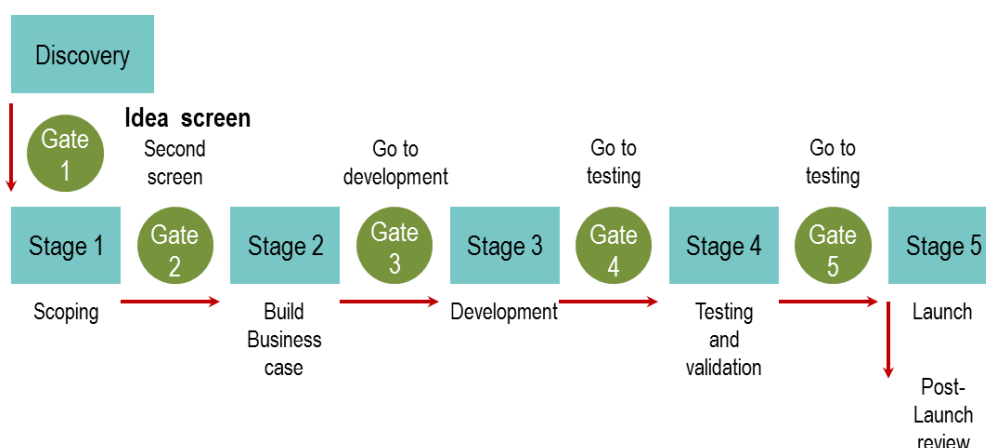 Discovery
Idea screen
Gate
1
Second
screen
Go to
development
Go to
testing
Go to
testing
Stage 1
Gate
2
Stage 2
Gate
3
Stage 3
Gate
4
Stage 4
Gate
5
Stage 5
Scoping
Build
Business
case
Development
Testing
and
validation
Launch
Post-
Launch
review